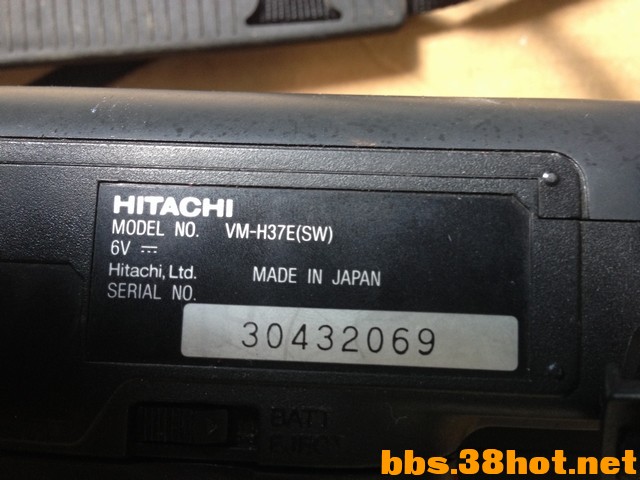 HITACHI
MODEL NO. VM-H37E(SW)
6V ⎓
Hitachi, Ltd. MADE IN JAPAN
SERIAL NO.
30432069
BATT
EJECT
bbs.38hot.net